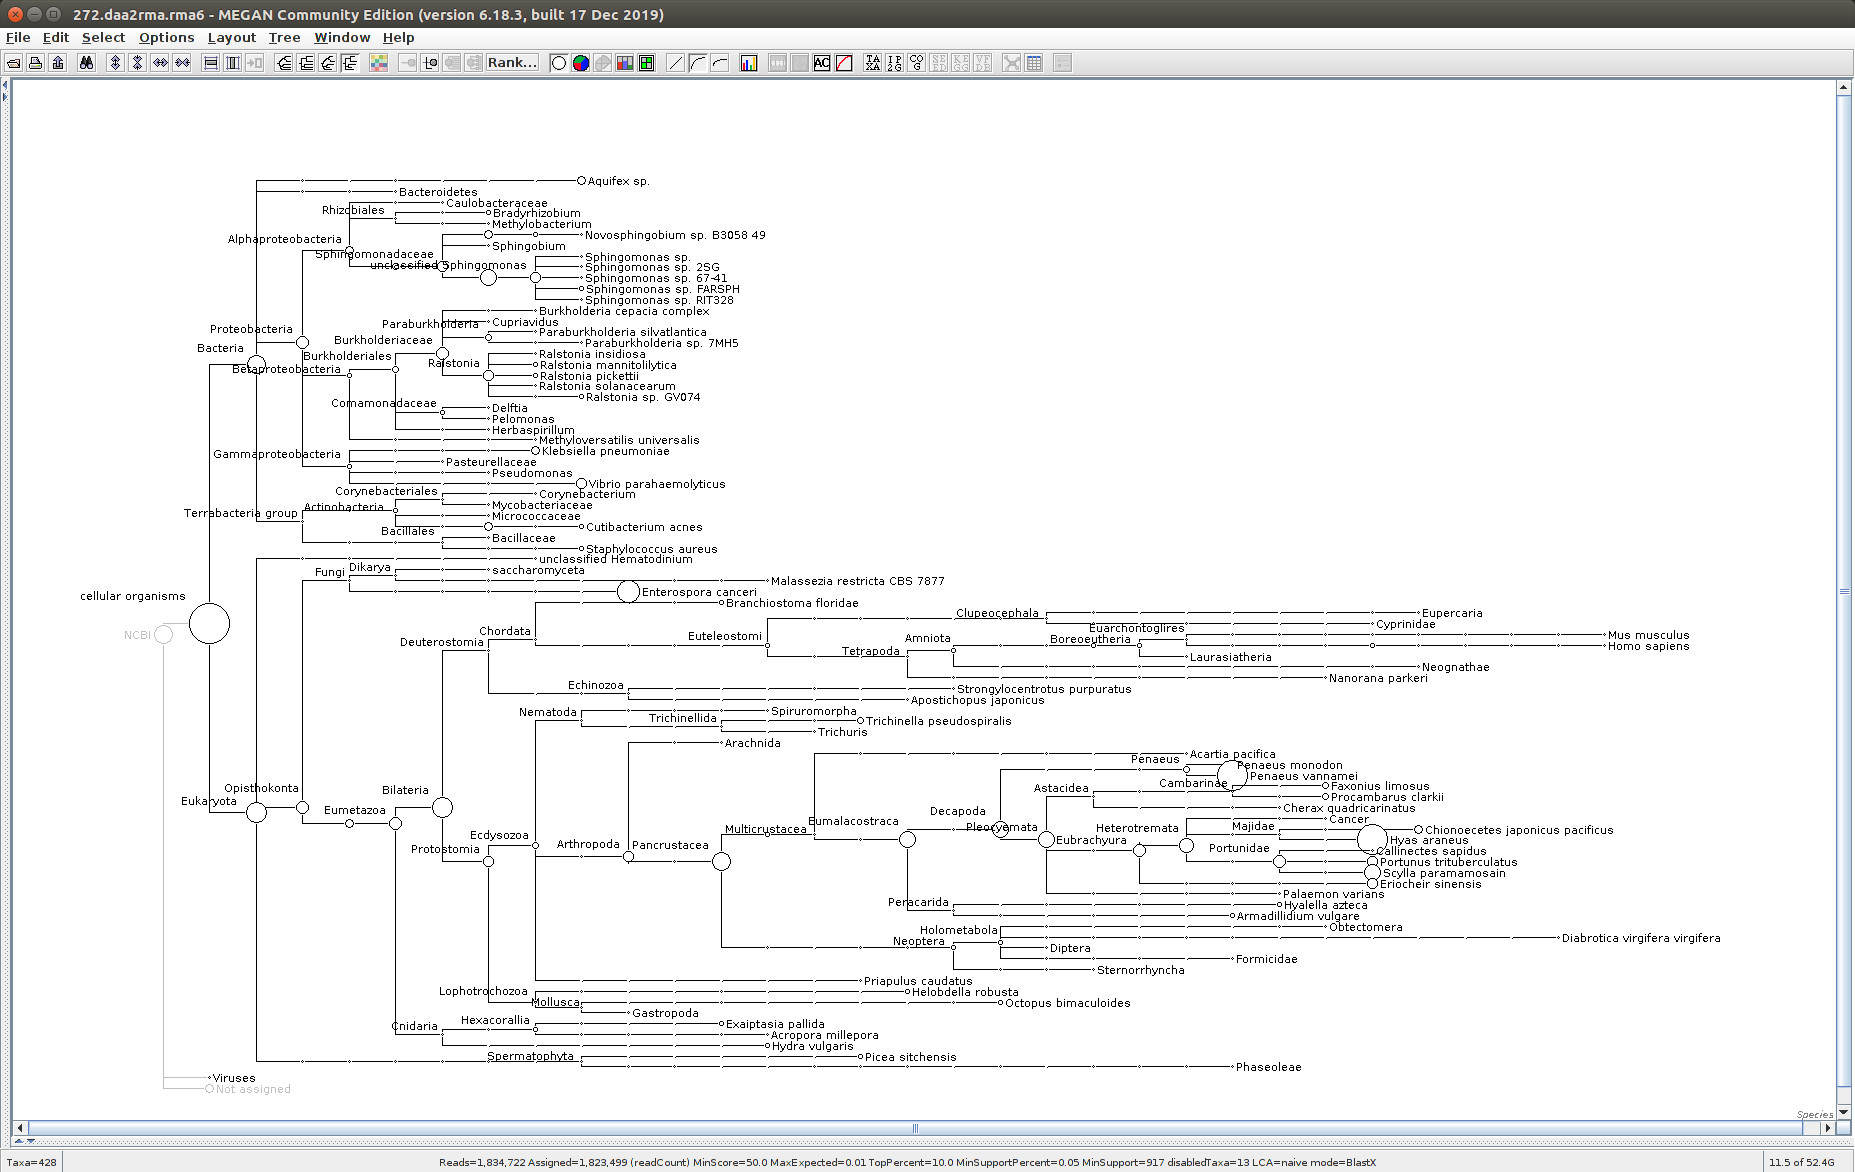 272.daa2rma.rma6 - MEGAN Community Edition (version 6.18.3, built 17 Dec 2019)
File Edit Select Options Layout Tree Window Help
Rank...
AC
TA XA
IP 2G
CO G
SE ED
KE GG
VF DB
Aquifex sp.
Bacteroidetes
Caulobacteraceae
Rhizobiales
Bradyrhizobium
Methylobacterium
Novosphingobium sp. B3058 49
Alphaproteobacteria
Sphingobium
Sphingomonadaceae
Sphingomonas sp.
unclassified Sphingomonas
Sphingomonas sp. 2SG
Sphingomonas sp. 67-41
Sphingomonas sp. FARSPH
Sphingomonas sp. RIT328
Burkholderia cepacia complex
Paraburkholderia
Cupriavidus
Proteobacteria
Paraburkholderia silvatlantica
Burkholderiaceae
Paraburkholderia sp. 7MH5
Bacteria
Burkholderiales
Ralstonia insidiosa
Ralstonia
Ralstonia mannitolilytica
Betaproteobacteria
Ralstonia pickettii
Ralstonia solanacearum
Ralstonia sp. GV074
Comamonadaceae
Delftia
Pelomonas
Herbaspirillum
Methyloversatilis universalis
Gammaproteobacteria
Klebsiella pneumoniae
Pasteurellaceae
Pseudomonas
Vibrio parahaemolyticus
Corynebacteriales
Corynebacterium
Actinobacteria
Mycobacteriaceae
Terrabacteria group
Micrococcaceae
Cutibacterium acnes
Bacillales
Bacillaceae
Staphylococcus aureus
unclassified Hematodinium
Fungi
Dikarya
saccharomyceta
Malassezia restricta CBS 7877
Enterospora canceri
cellular organisms
Branchiostoma floridae
Clupeocephala
Eupercaria
NCBI
Chordata
Euteleostomi
Euarchontoglires
Cyprinidae
Deuterostomia
Amniota
Boreoeutheria
Mus musculus
Tetrapoda
Homo sapiens
Laurasiatheria
Neognathae
Nanorana parkeri
Echinozoa
Strongylocentrotus purpuratus
Apostichopus japonicus
Nematoda
Spiruromorpha
Trichinellida
Trichinella pseudospiralis
Trichuris
Arachnida
Acartia pacifica
Penaeus
Penaeus monodon
Penaeus vannamei
Opisthokonta
Bilateria
Astacidea
Cambarinae
Faxonius limosus
Eukaryota
Procambarus clarkii
Eumetazoa
Decapoda
Cherax quadricarinatus
Eumalacostraca
Cancer
Multicrustacea
Pleocyemata
Heterotremata
Majidae
Chionoecetes japonicus pacificus
Ecdysozoa
Eubrachyura
Hyas araneus
Protostomia
Arthropoda
Pancrustacea
Portunidae
Callinectes sapidus
Portunus trituberculatus
Scylla paramamosain
Eriocheir sinensis
Palaemon varians
Peracarida
Hyalella azteca
Armadillidium vulgare
Holometabola
Obtectomera
Neoptera
Diabrotica virgifera virgifera
Diptera
Formicidae
Sternorrhyncha
Priapulus caudatus
Lophotrochozoa
Helobdella robusta
Mollusca
Octopus bimaculoides
Gastropoda
Cnidaria
Hexacorallia
Exaiptasia pallida
Acropora millepora
Hydra vulgaris
Spermatophyta
Picea sitchensis
Phaseoleae
Viruses
Not assigned
Species
Taxa=428
Reads=1,834,722 Assigned=1,823,499 (readCount) MinScore=50.0 MaxExpected=0.01 TopPercent=10.0 MinSupportPercent=0.05 MinSupport=917 disabledTaxa=13 LCA=naive mode=BlastX
11.5 of 52.4G